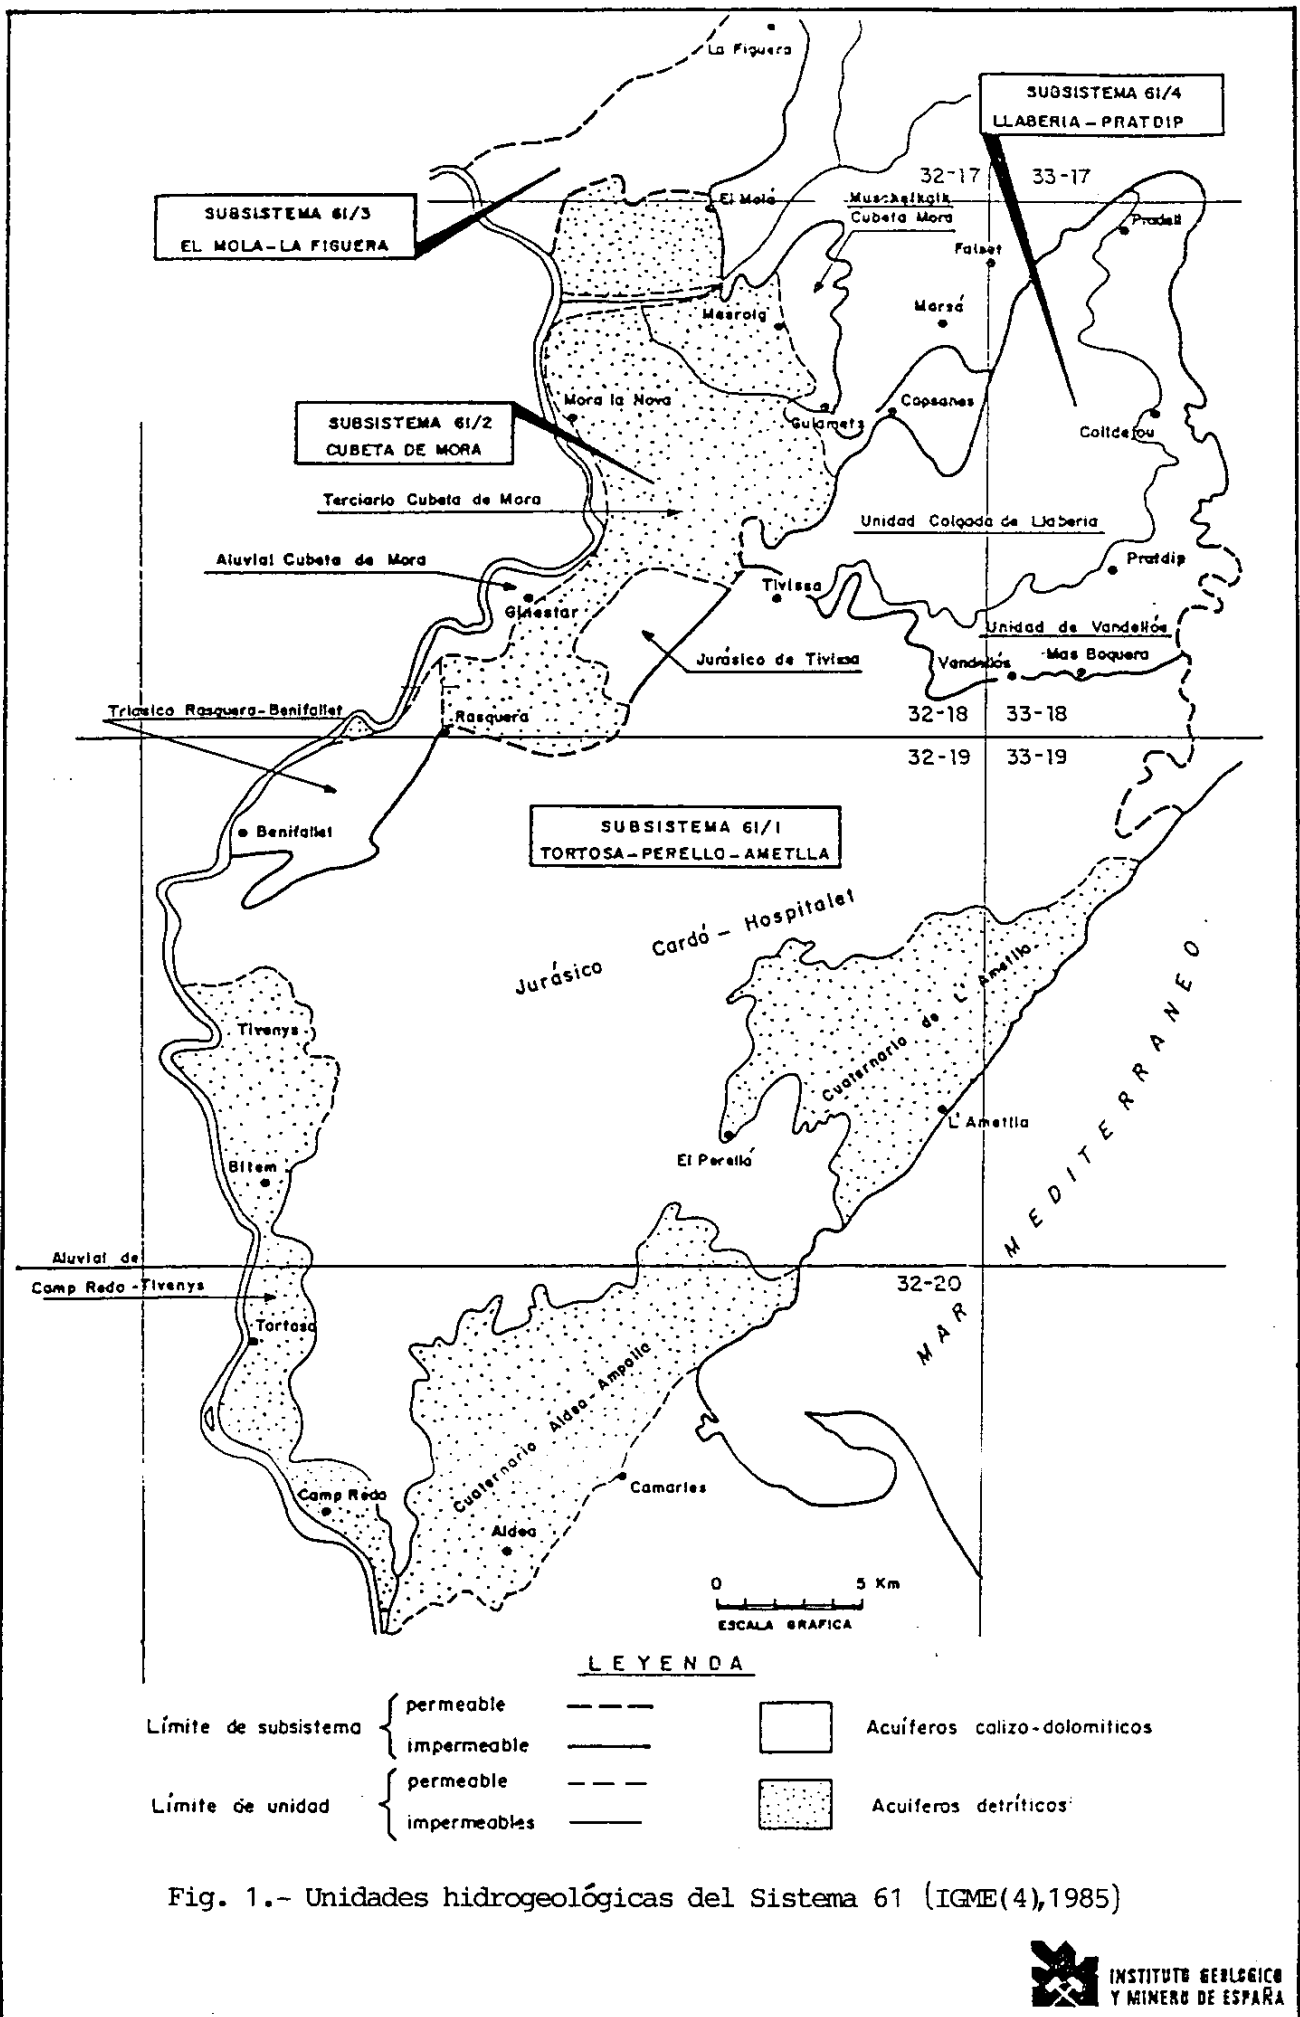 La Figuera
SUBSISTEMA 61/4
LLABERIA-PRATDIP
32-17
33-17
SUBSISTEMA 61/3
EL MOLA-LA FIGUERA
El Molá
Muschelkalk
Cubeta Mora
Pradell
Falset
Masroig
Marsá
SUBSISTEMA 61/2
CUBETA DE MORA
Mora la Nova
Guiamets
Capsanes
Colldejou
Terciario Cubeta de Mora
Unidad Colgada de Llaberia
Aluvial Cubeta de Mora
Pratdip
Tivissa
Ginestar
Unidad de Vandellós
Jurásico de Tivissa
Vandellós
Mas Boquera
Triasico Rasquera-Benifallet
Rasquera
32-18
33-18
32-19
33-19
Benifallet
SUBSISTEMA 61/1
TORTOSA-PERELLO-AMETLLA
Jurásico Cardó - Hospitalet
Cuaternario de L' Ametlla
Tivenys
L' Ametlla
El Perelló
Bitem
MAR MEDITERRANEO
Aluvial de
Camp Redo-Tivenys
32-20
Tortosa
Cuaternario Aldea-Ampolla
Camp Redo
Camarles
Aldea
0 5 Km
ESCALA GRAFICA
LEYENDA
Límite de subsistema
permeable
impermeable
Acuíferos calizo-dolomiticos
Límite de unidad
permeable
impermeables
Acuiferos detríticos
Fig. 1.- Unidades hidrogeológicas del Sistema 61 (IGME(4),1985)
INSTITUTO GEOLOGICO
Y MINERO DE ESPAÑA